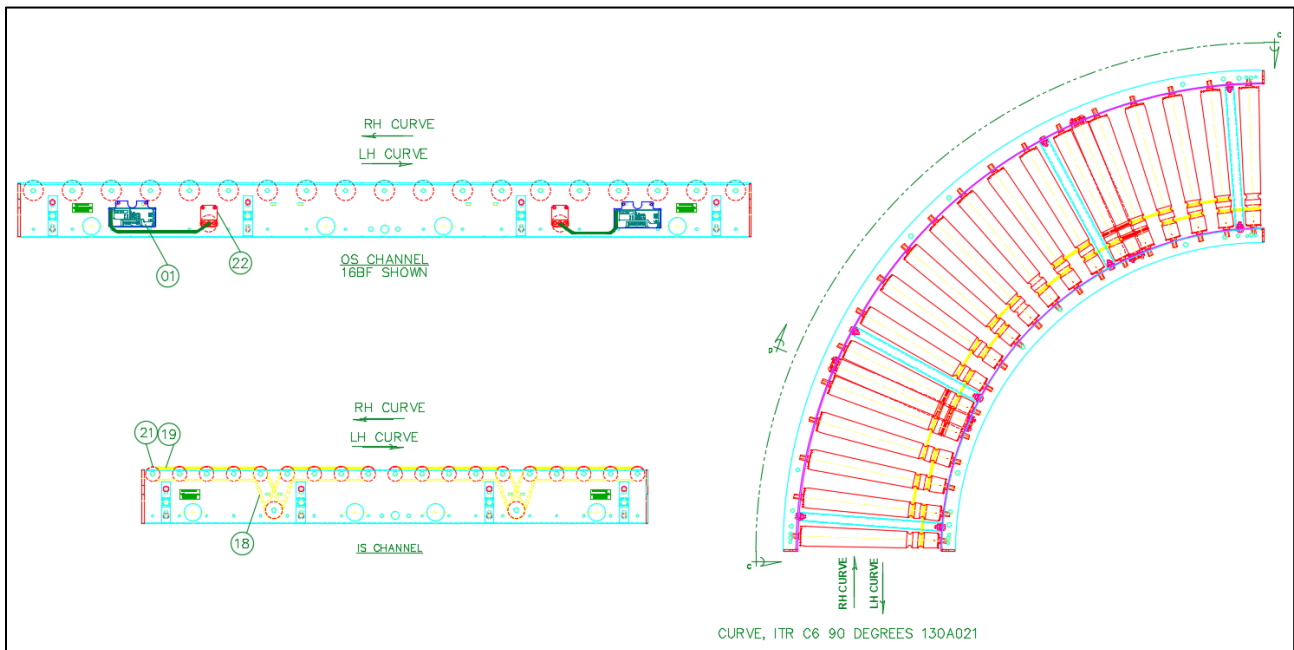 RH CURVE
LH CURVE
01
22
OS CHANNEL
16BF SHOWN
RH CURVE
LH CURVE
21
19
18
IS CHANNEL
C
D
C
RH CURVE
LH CURVE
CURVE, ITR C6 90 DEGREES 130A021